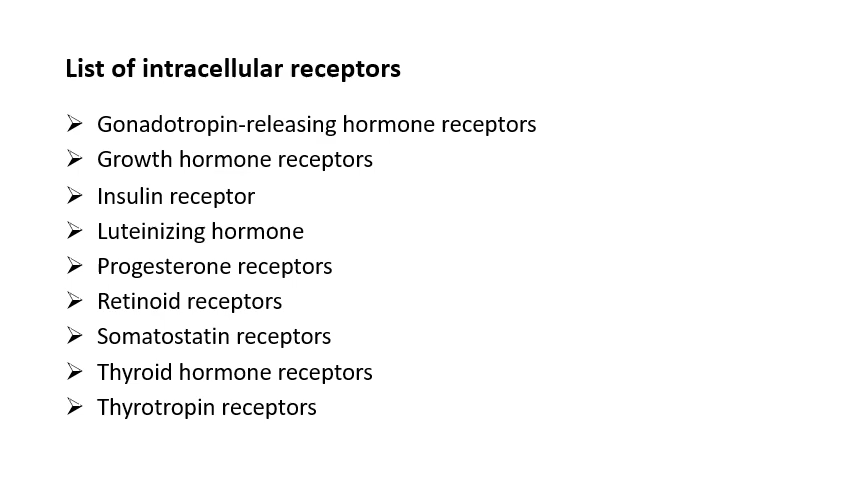 List of intracellular receptors
➢ Gonadotropin-releasing hormone receptors
➢ Growth hormone receptors
➢ Insulin receptor
➢ Luteinizing hormone
➢ Progesterone receptors
➢ Retinoid receptors
➢ Somatostatin receptors
➢ Thyroid hormone receptors
➢ Thyrotropin receptors